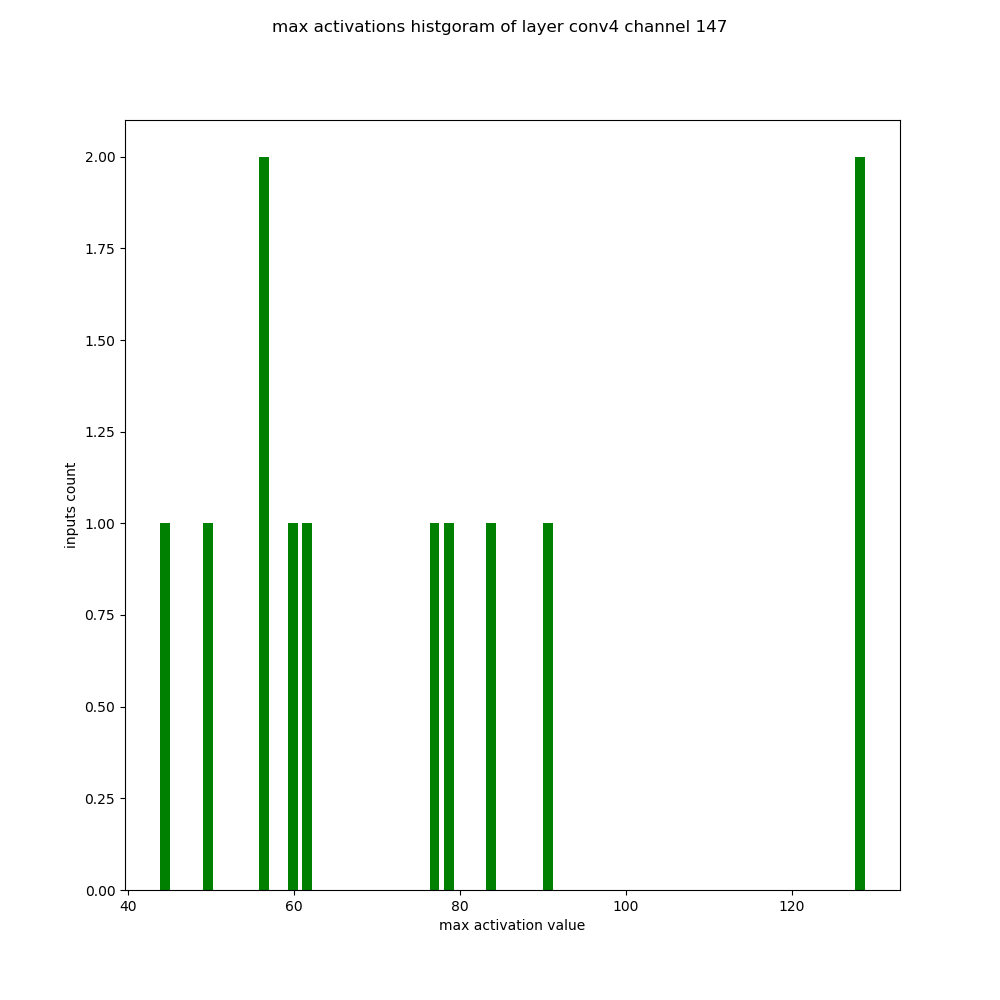 max activations histgoram of layer conv4 channel 147
2.00
1.75
1.50
1.25
1.00
0.75
0.50
0.25
0.00
inputs count
40 60 80 100 120
max activation value